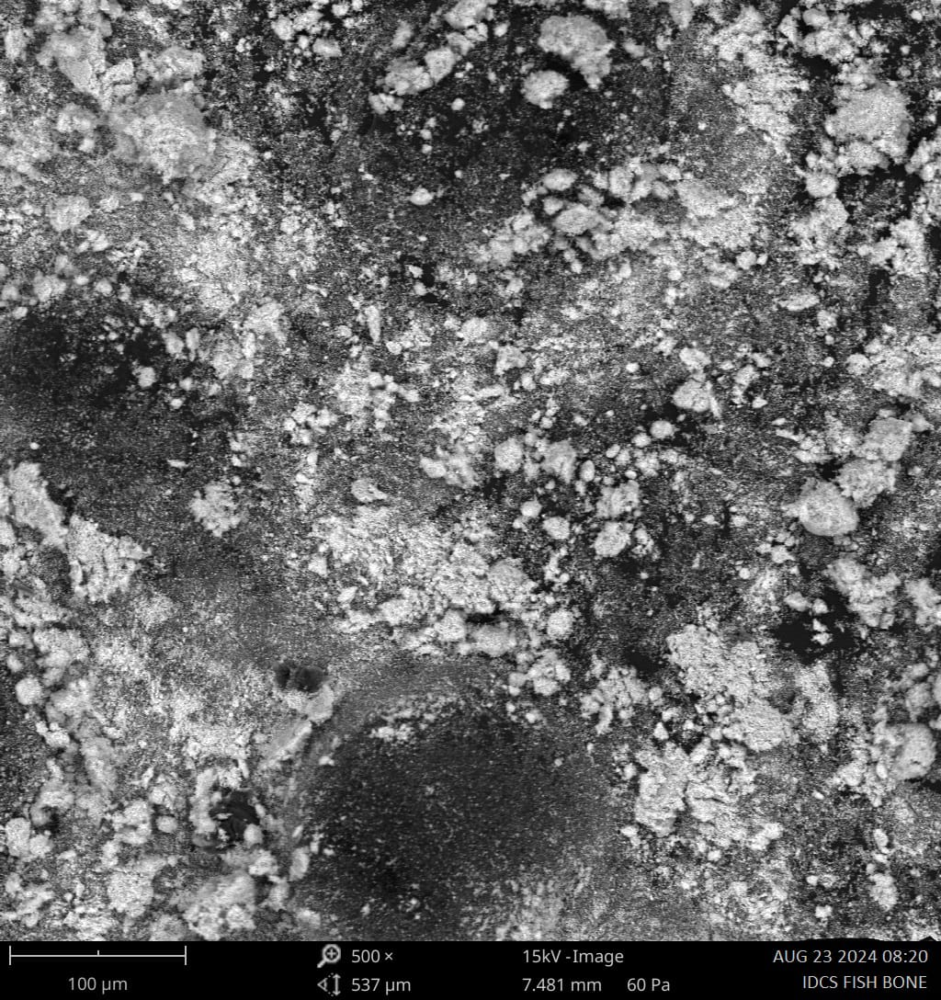 500 × 15kV - Image AUG 23 2024 08:20
100 µm 537 µm 7.481 mm 60 Pa IDCS FISH BONE